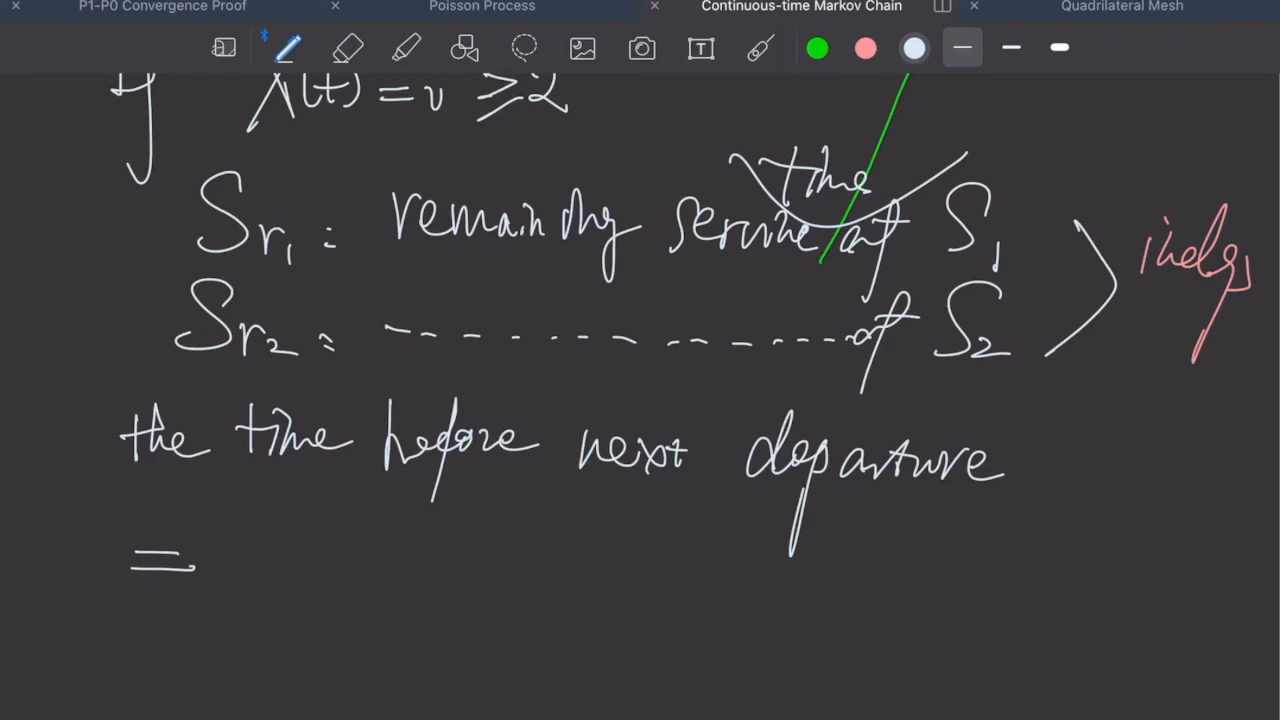 P1-P0 Convergence Proof Poisson Process Continuous-time Markov Chain Quadrilateral Mesh
If X(t) = v ≥ 2
time
Sr1 = remaining service of S1
indep
Sr2 = ------------ of S2
the time before next departure
=